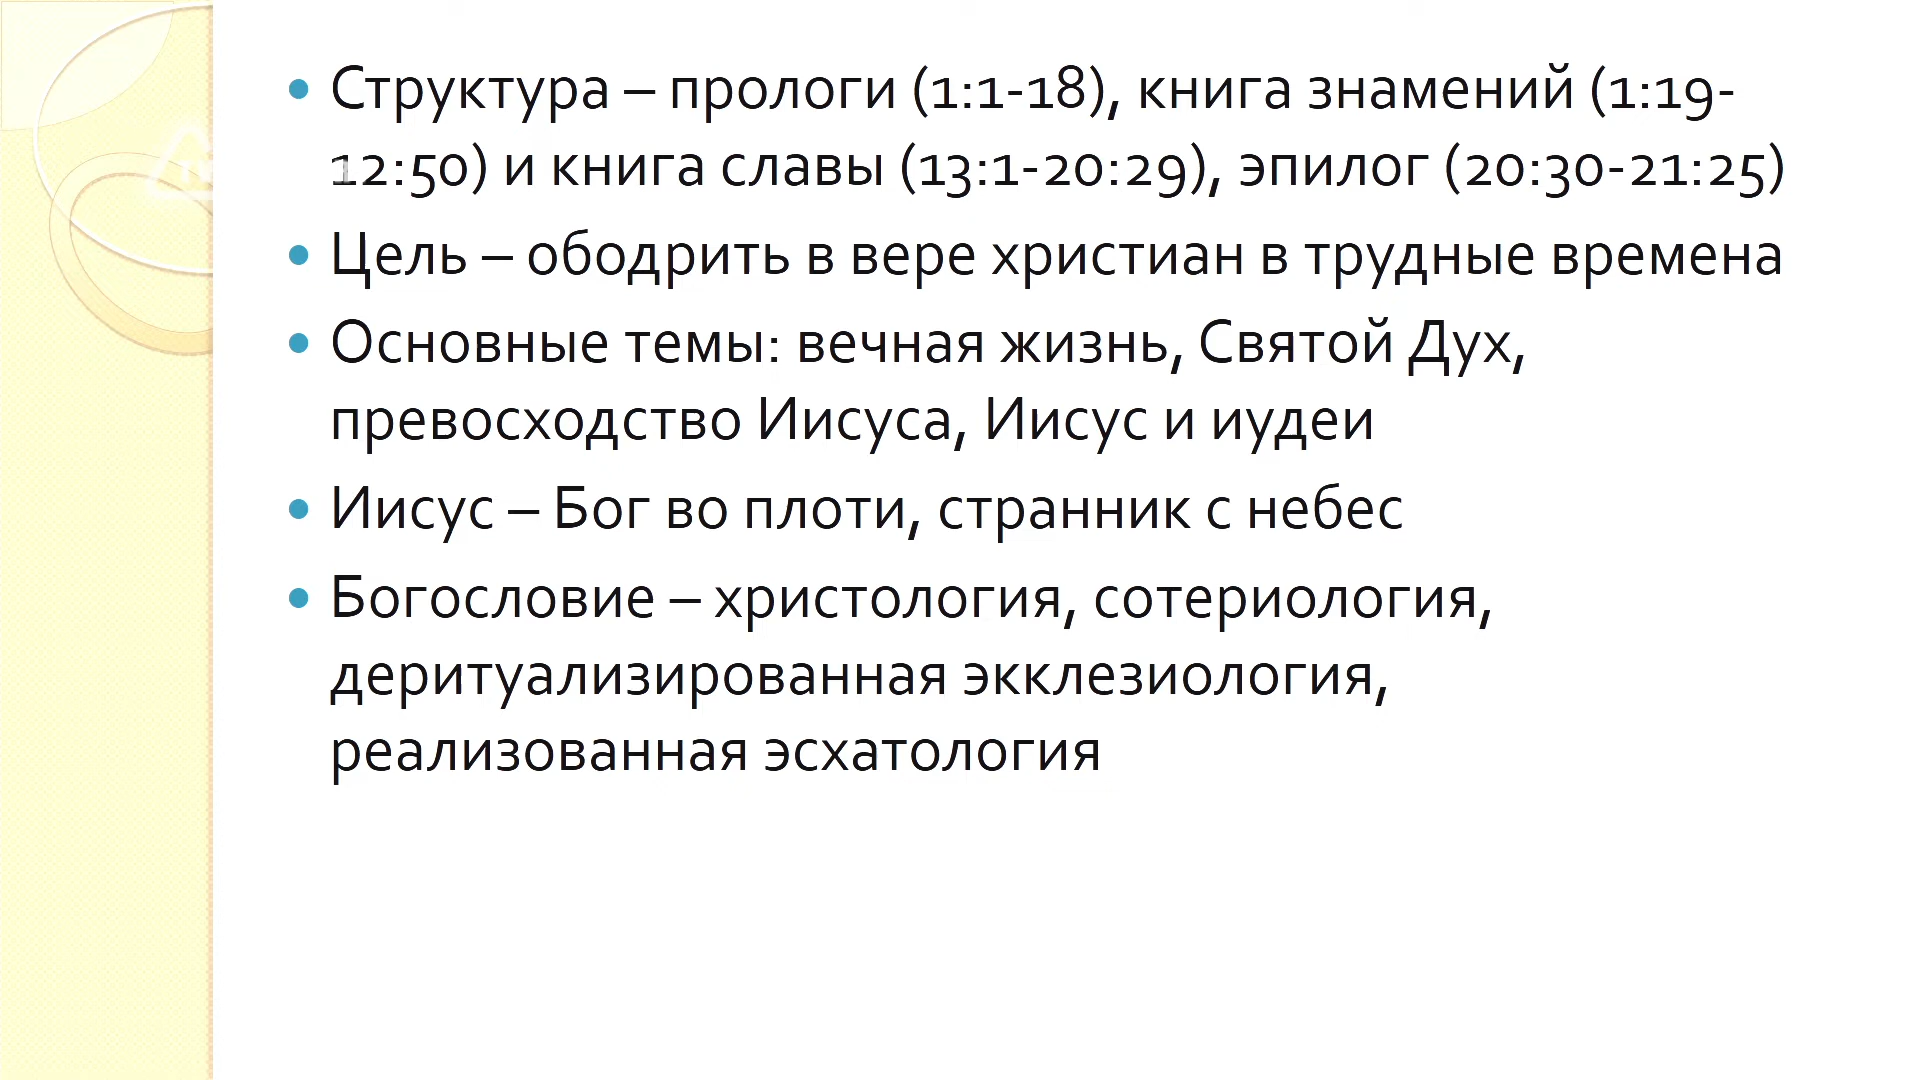 • Структура – прологи (1:1-18), книга знамений (1:19-
12:50) и книга славы (13:1-20:29), эпилог (20:30-21:25)
• Цель – ободрить в вере христиан в трудные времена
• Основные темы: вечная жизнь, Святой Дух,
превосходство Иисуса, Иисус и иудеи
• Иисус – Бог во плоти, странник с небес
• Богословие – христология, сотериология,
деритуализированная экклезиология,
реализованная эсхатология